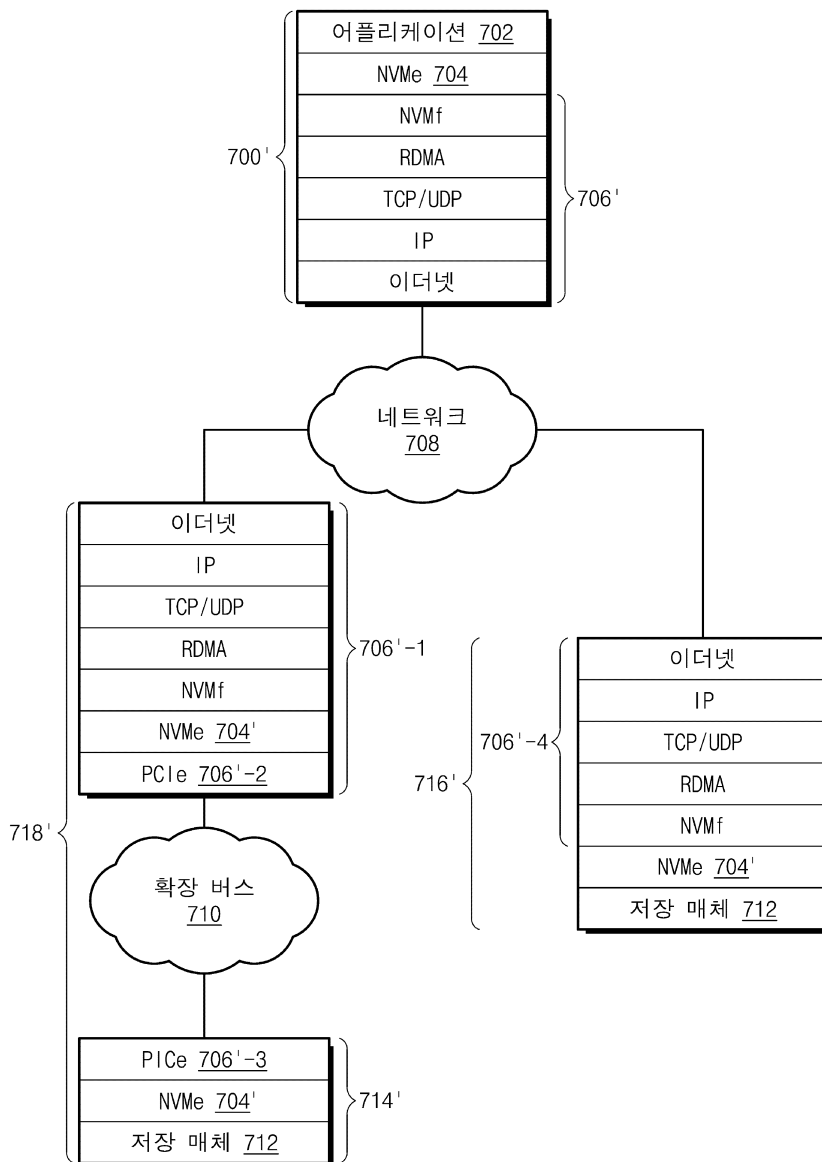 어플리케이션 702
NVMe 704
NVMf
RDMA
TCP/UDP
IP
이더넷
700'
706'
네트워크
708
이더넷
IP
TCP/UDP
RDMA
NVMf
NVMe 704'
PCIe 706'-2
706'-1
718'
확장 버스
710
PICe 706'-3
NVMe 704'
저장 매체 712
714'
이더넷
IP
TCP/UDP
RDMA
NVMf
NVMe 704'
저장 매체 712
706'-4
716'